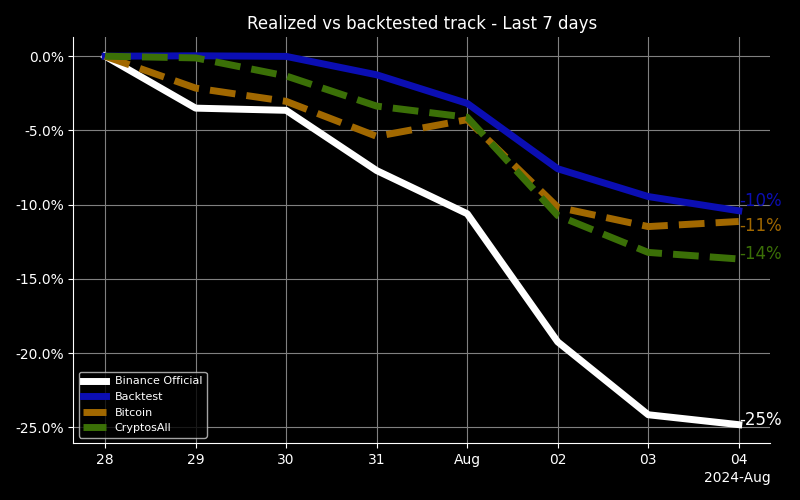 Realized vs backtested track - Last 7 days
0.0%
-5.0%
-10.0%
-15.0%
-20.0%
-25.0%
-10%
-11%
-14%
-25%
Binance Official
Backtest
Bitcoin
CryptosAll
28 29 30 31 Aug 02 03 04
2024-Aug